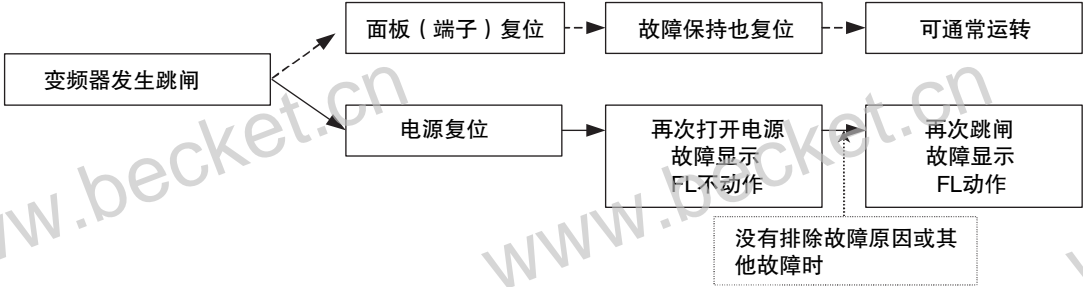 变频器发生跳闸
面板（端子）复位
故障保持也复位
可通常运转
电源复位
再次打开电源
故障显示
FL不动作
再次跳闸
故障显示
FL动作
没有排除故障原因或其
他故障时
www.becket.cn
www.becket.cn